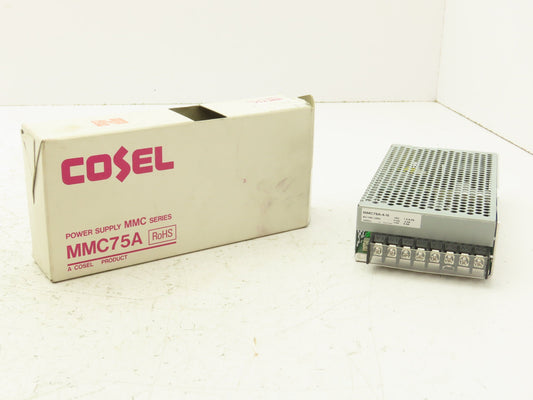 COSEL
POWER SUPPLY MMC SERIES
MMC75A RoHS
A COSEL PRODUCT